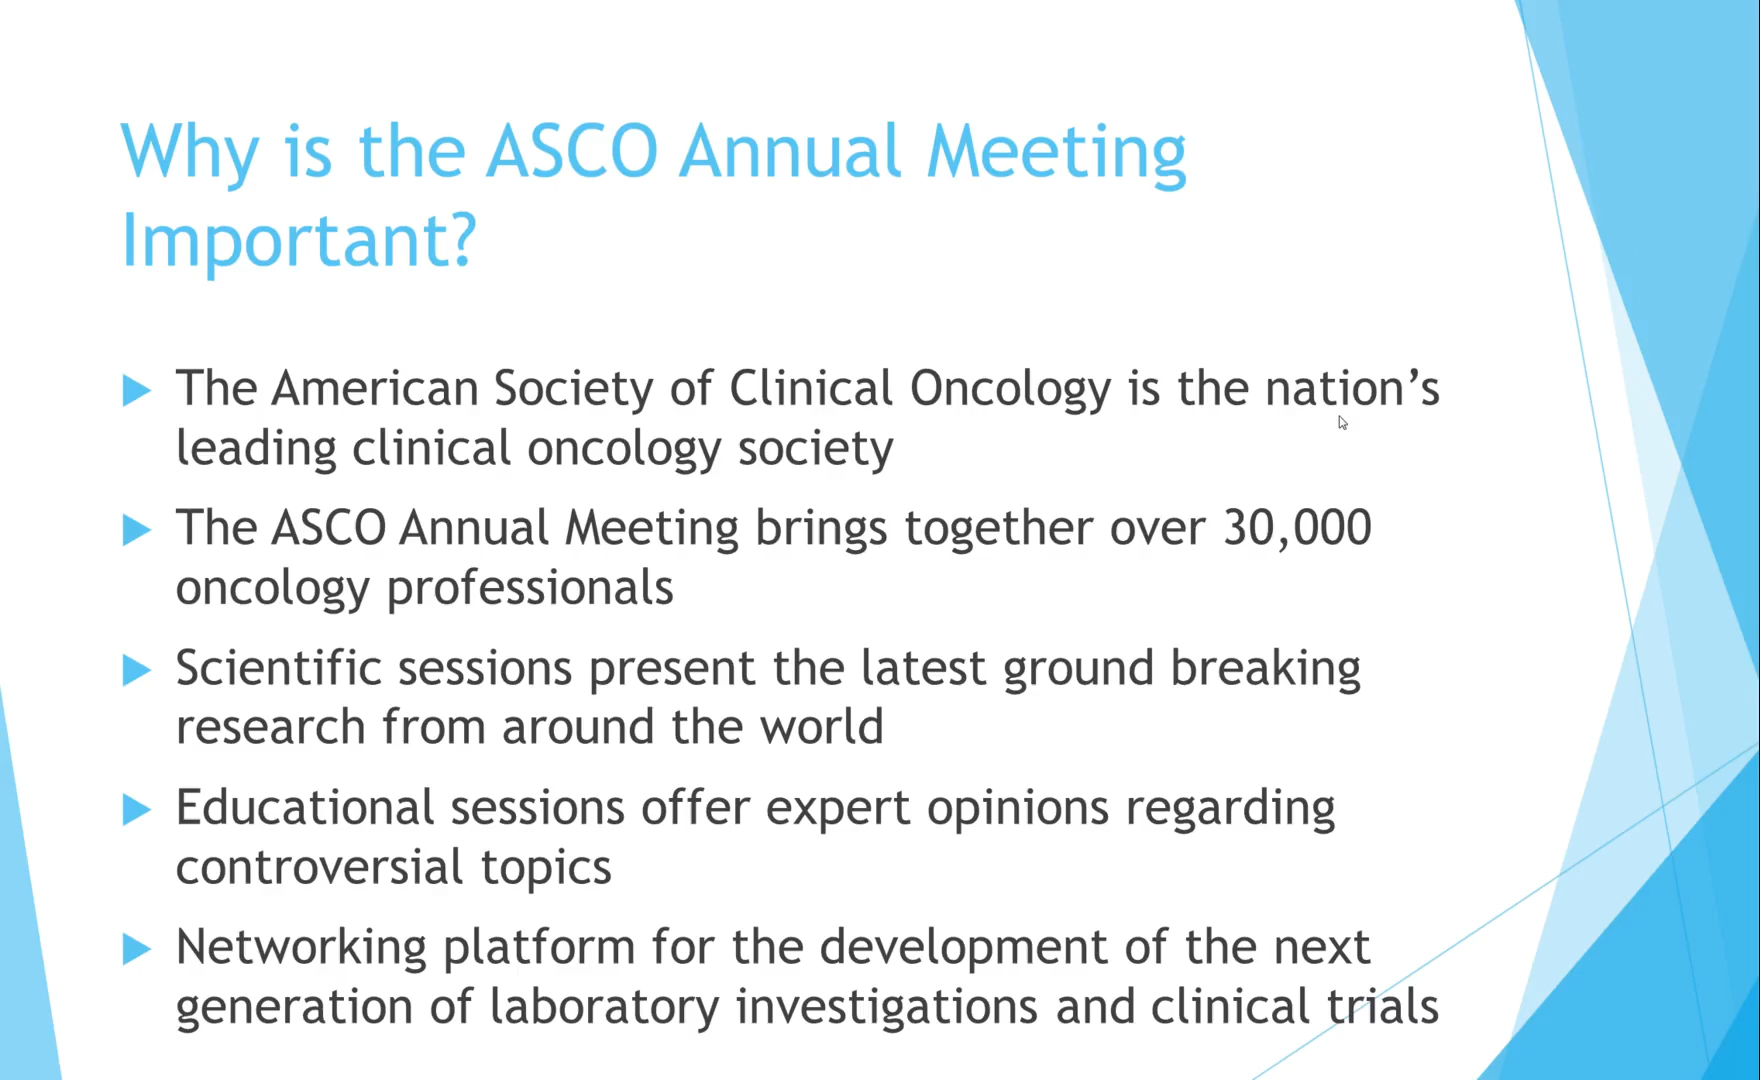 Why is the ASCO Annual Meeting
Important?
The American Society of Clinical Oncology is the nation’s
leading clinical oncology society
The ASCO Annual Meeting brings together over 30,000
oncology professionals
Scientific sessions present the latest ground breaking
research from around the world
Educational sessions offer expert opinions regarding
controversial topics
Networking platform for the development of the next
generation of laboratory investigations and clinical trials